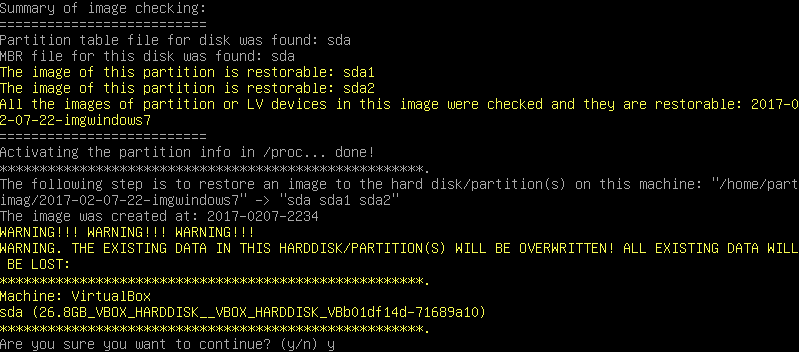 Summary of image checking:
==========================
Partition table file for disk was found: sda
MBR file for this disk was found: sda
The image of this partition is restorable: sda1
The image of this partition is restorable: sda2
All the images of partition or LV devices in this image were checked and they are restorable: 2017-0
2-07-22-imgwindows7
==========================
Activating the partition info in /proc... done!
*****************************************************.
The following step is to restore an image to the hard disk/partition(s) on this machine: "/home/part
imag/2017-02-07-22-imgwindows7" -> "sda sda1 sda2"
The image was created at: 2017-0207-2234
WARNING!!! WARNING!!! WARNING!!!
WARNING. THE EXISTING DATA IN THIS HARDDISK/PARTITION(S) WILL BE OVERWRITTEN! ALL EXISTING DATA WILL
 BE LOST:
*****************************************************.
Machine: VirtualBox
sda (26.8GB_VBOX_HARDDISK__VBOX_HARDDISK_VBb01df14d-71689a10)
*****************************************************.
Are you sure you want to continue? (y/n) y